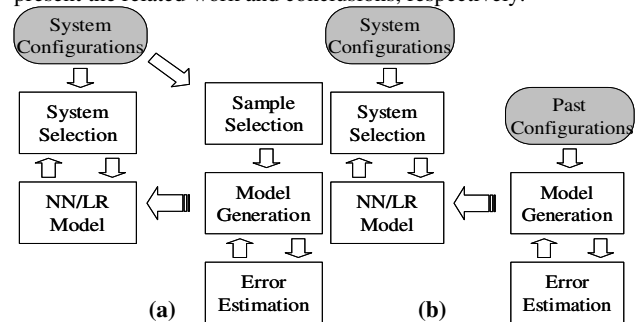 present the related work and conclusions, respectively.
System
Configurations
System
Selection
NN/LR
Model
Sample
Selection
Model
Generation
Error
Estimation
(a)
System
Configurations
System
Selection
NN/LR
Model
Past
Configurations
Model
Generation
Error
Estimation
(b)